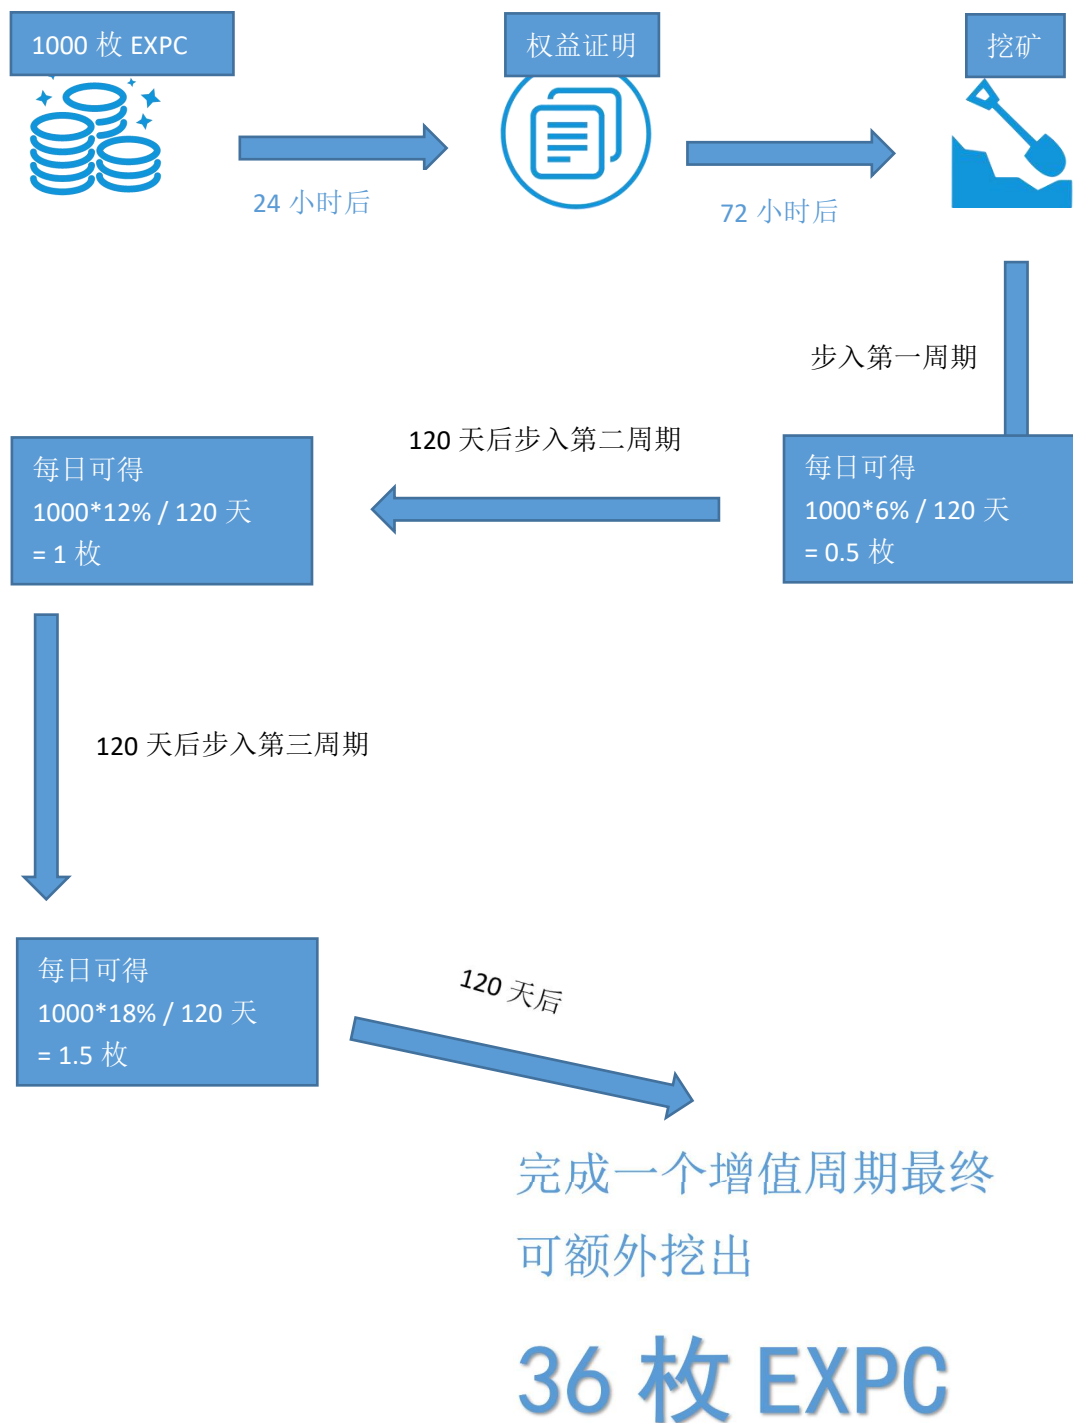 1000 枚 EXPC
权益证明
挖矿
24 小时后
72 小时后
步入第一周期
120 天后步入第二周期
每日可得
1000*6% / 120 天
= 0.5 枚
每日可得
1000*12% / 120 天
= 1 枚
120 天后步入第三周期
每日可得
1000*18% / 120 天
= 1.5 枚
120 天后
完成一个增值周期最终
可额外挖出
36 枚 EXPC